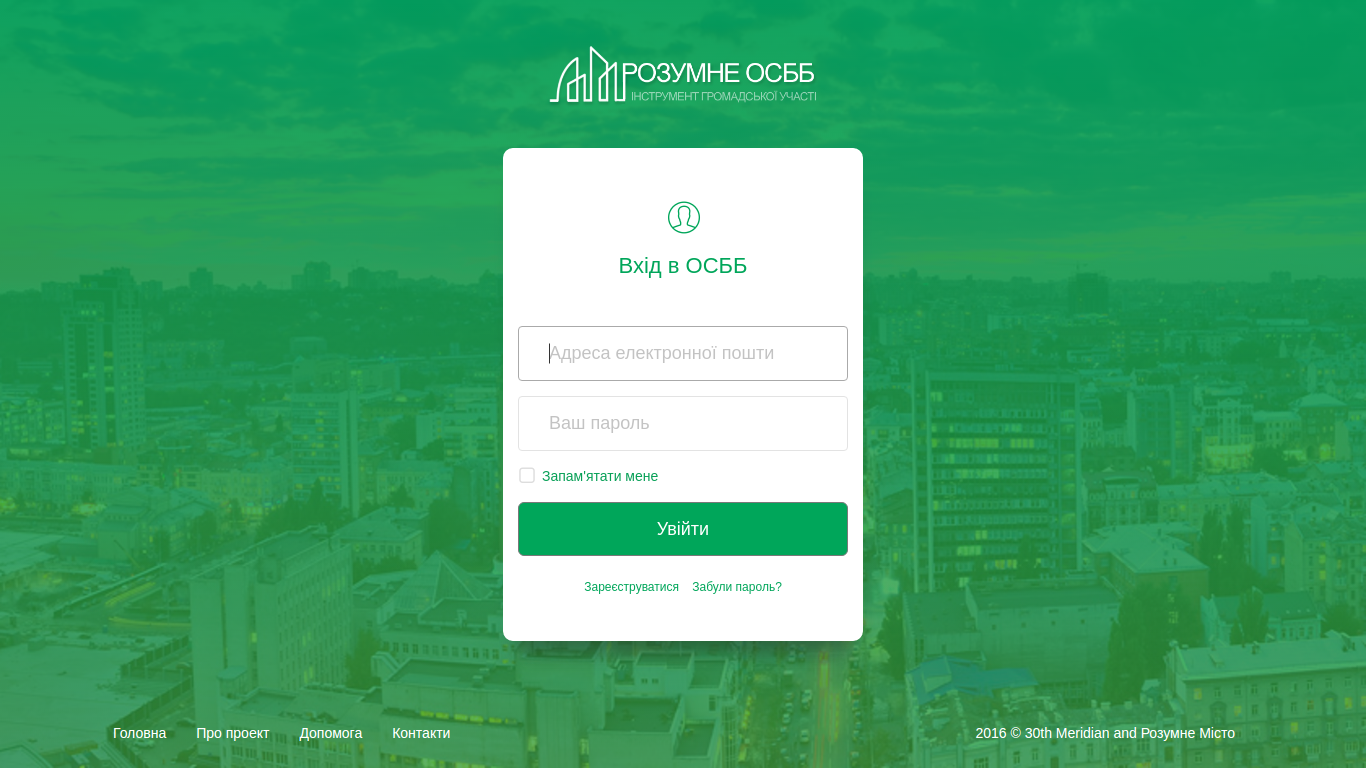 РОЗУМНЕ ОСББ
ІНСТРУМЕНТ ГРОМАДСЬКОЇ УЧАСТІ
Вхід в ОСББ
Адреса електронної пошти
Ваш пароль
Запам'ятати мене
Увійти
Зареєструватися Забули пароль?
Головна Про проект Допомога Контакти 2016 © 30th Meridian and Розумне Місто